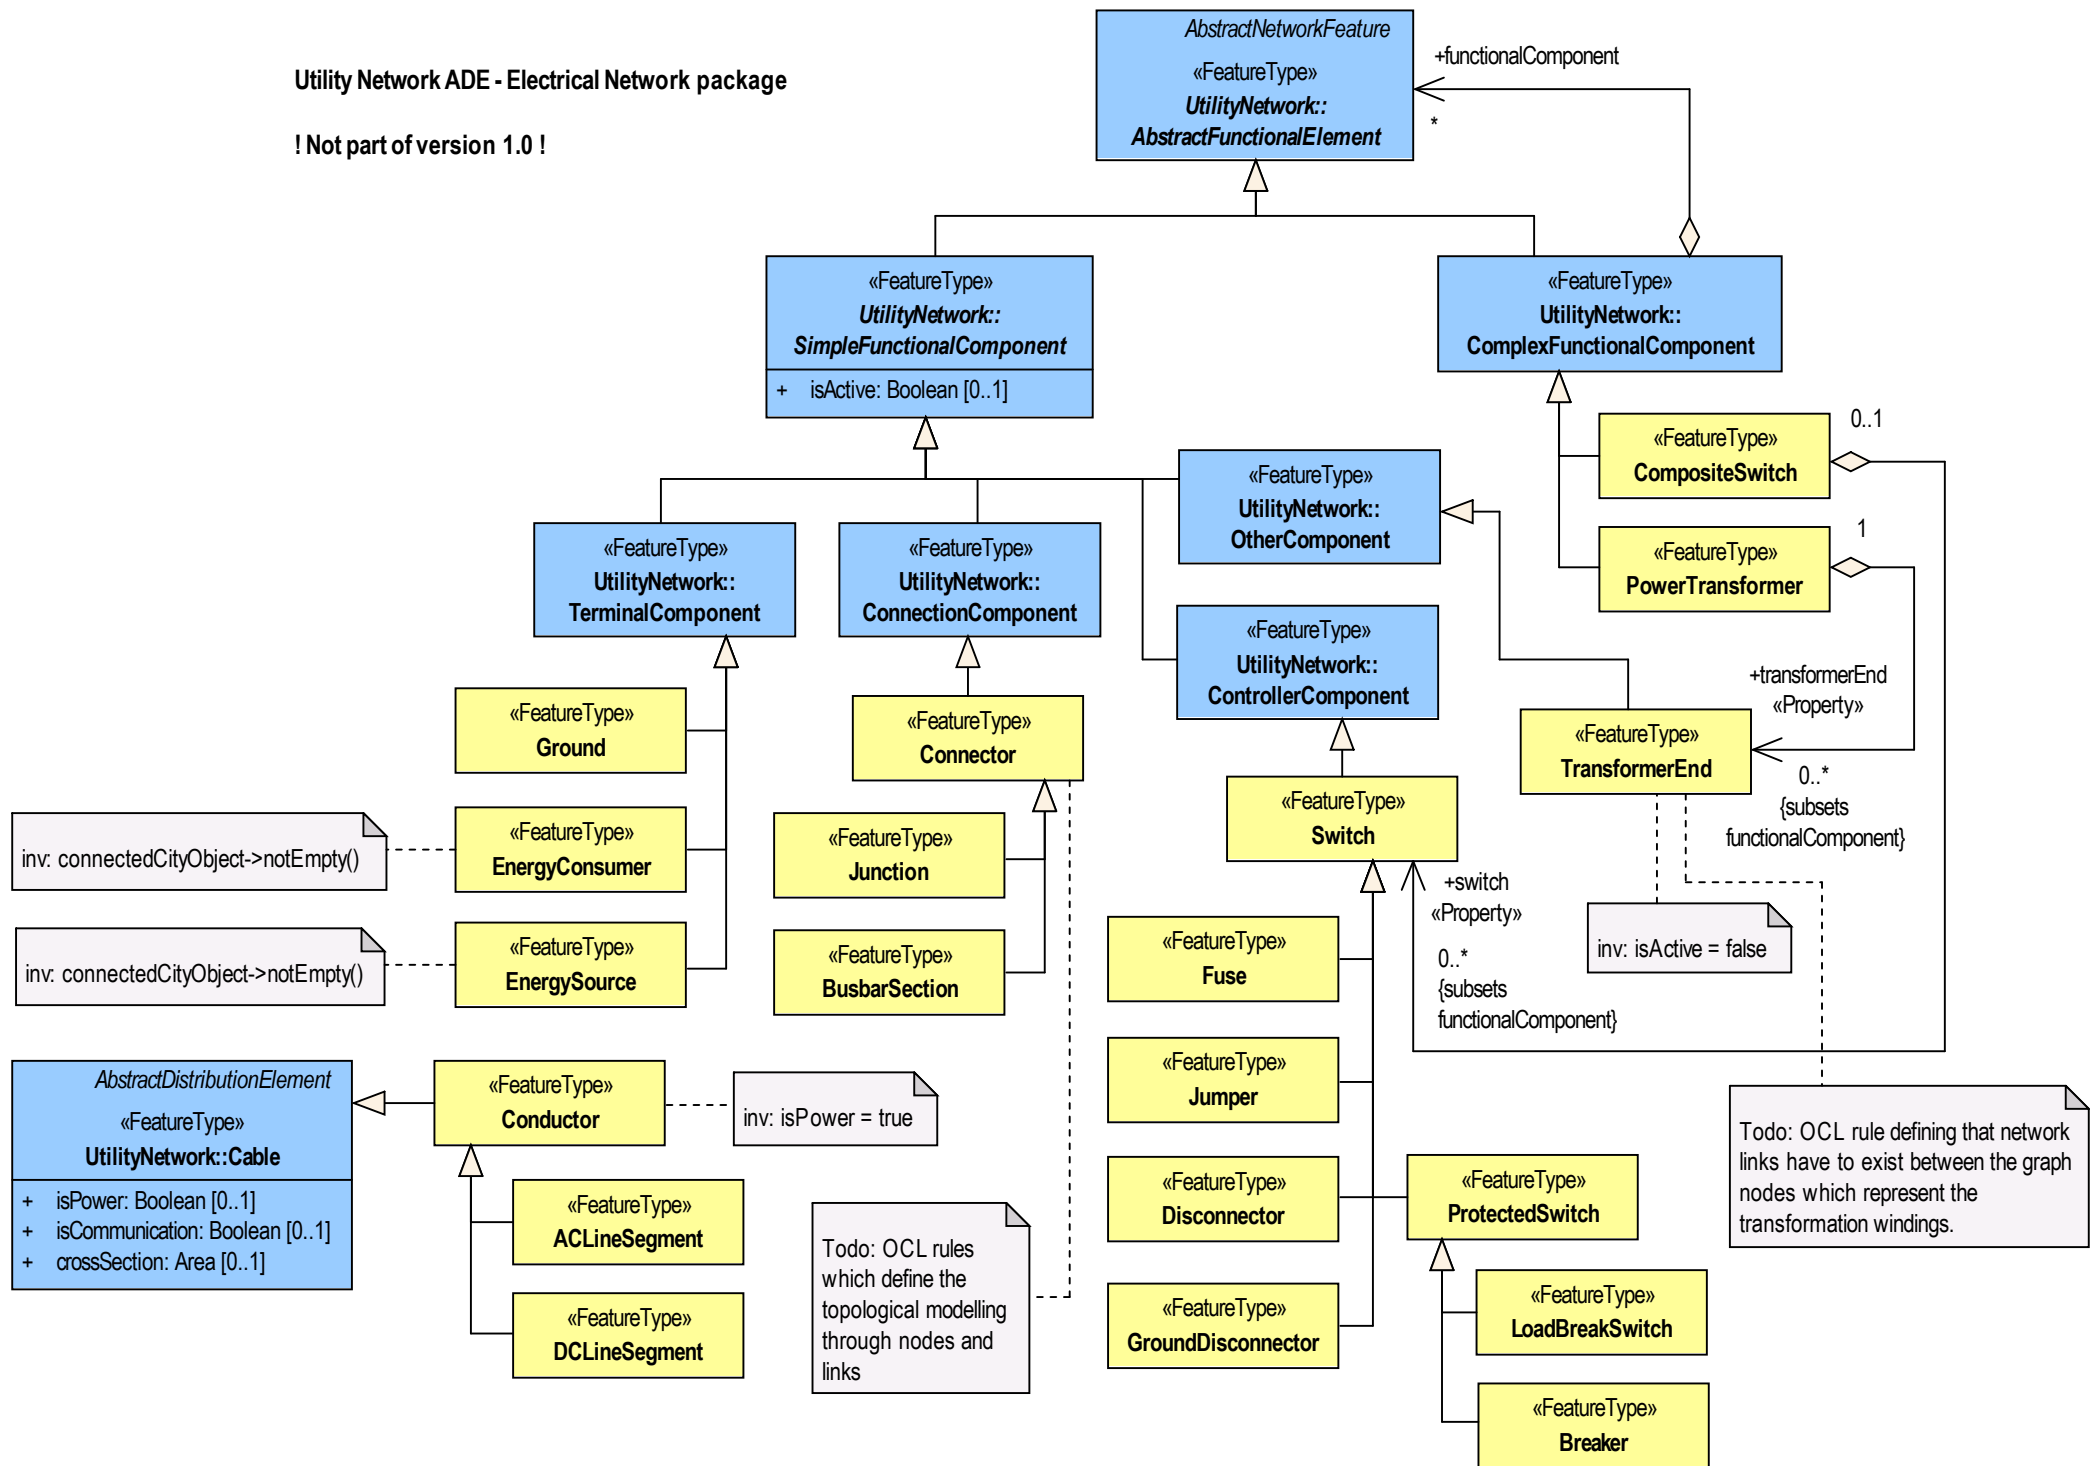 Utility Network ADE - Electrical Network package
! Not part of version 1.0 !
AbstractNetworkFeature
«FeatureType»
UtilityNetwork::
AbstractFunctionalElement
+functionalComponent
*
«FeatureType»
UtilityNetwork::
SimpleFunctionalComponent
+ isActive: Boolean [0..1]
«FeatureType»
UtilityNetwork::
ComplexFunctionalComponent
«FeatureType»
CompositeSwitch
0..1
«FeatureType»
PowerTransformer
1
«FeatureType»
UtilityNetwork::
OtherComponent
«FeatureType»
UtilityNetwork::
TerminalComponent
«FeatureType»
UtilityNetwork::
ConnectionComponent
«FeatureType»
UtilityNetwork::
ControllerComponent
+transformerEnd
«Property»
0..*
{subsets
functionalComponent}
«FeatureType»
TransformerEnd
«FeatureType»
Ground
«FeatureType»
Connector
«FeatureType»
Switch
inv: connectedCityObject->notEmpty()
«FeatureType»
EnergyConsumer
«FeatureType»
Junction
+switch
«Property»
0..*
{subsets
functionalComponent}
inv: isActive = false
inv: connectedCityObject->notEmpty()
«FeatureType»
EnergySource
«FeatureType»
BusbarSection
«FeatureType»
Fuse
AbstractDistributionElement
«FeatureType»
UtilityNetwork::Cable
+ isPower: Boolean [0..1]
+ isCommunication: Boolean [0..1]
+ crossSection: Area [0..1]
«FeatureType»
Conductor
inv: isPower = true
«FeatureType»
Jumper
Todo: OCL rule defining that network
links have to exist between the graph
nodes which represent the
transformation windings.
«FeatureType»
ACLineSegment
«FeatureType»
Disconnector
«FeatureType»
ProtectedSwitch
Todo: OCL rules
which define the
topological modelling
through nodes and
links
«FeatureType»
DCLineSegment
«FeatureType»
GroundDisconnector
«FeatureType»
LoadBreakSwitch
«FeatureType»
Breaker